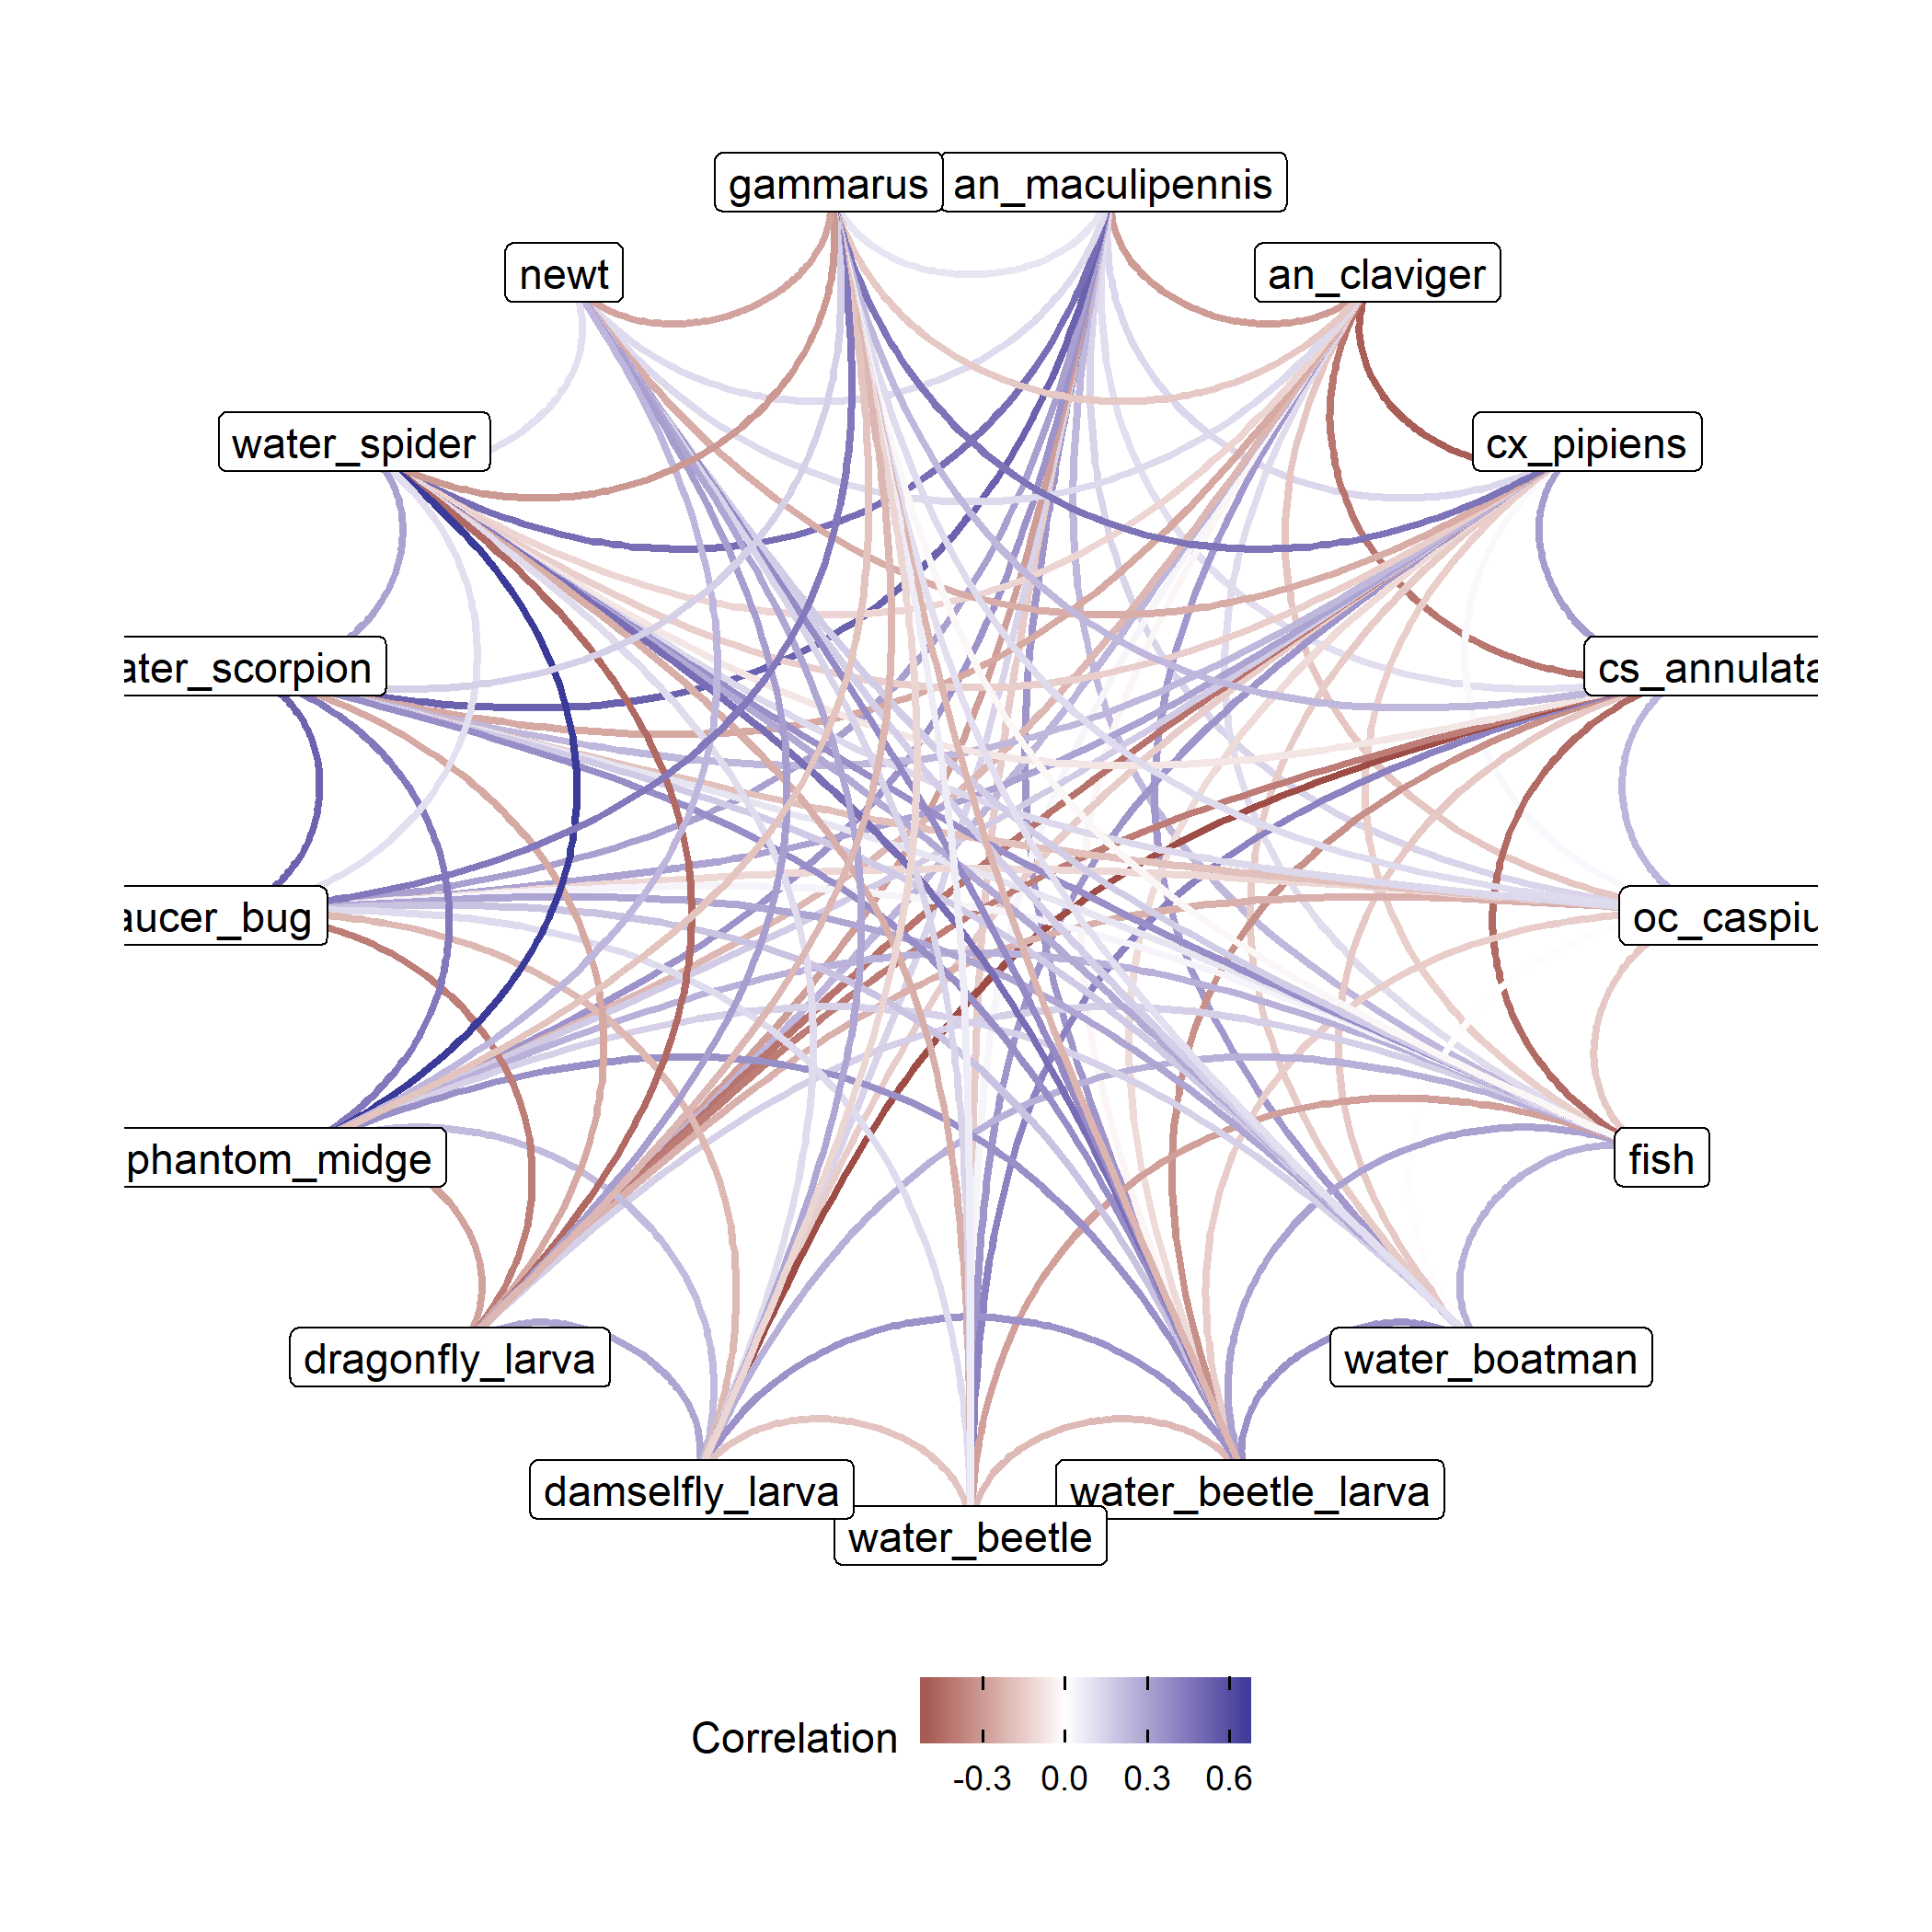 gammarus an_maculipennis
newt an_claviger
water_spider cx_pipiens
ater_scorpion cs_annulata
aucer_bug oc_caspiu
phantom_midge fish
dragonfly_larva water_boatman
damselfly_larva water_beetle_larva
water_beetle
Correlation
-0.3 0.0 0.3 0.6